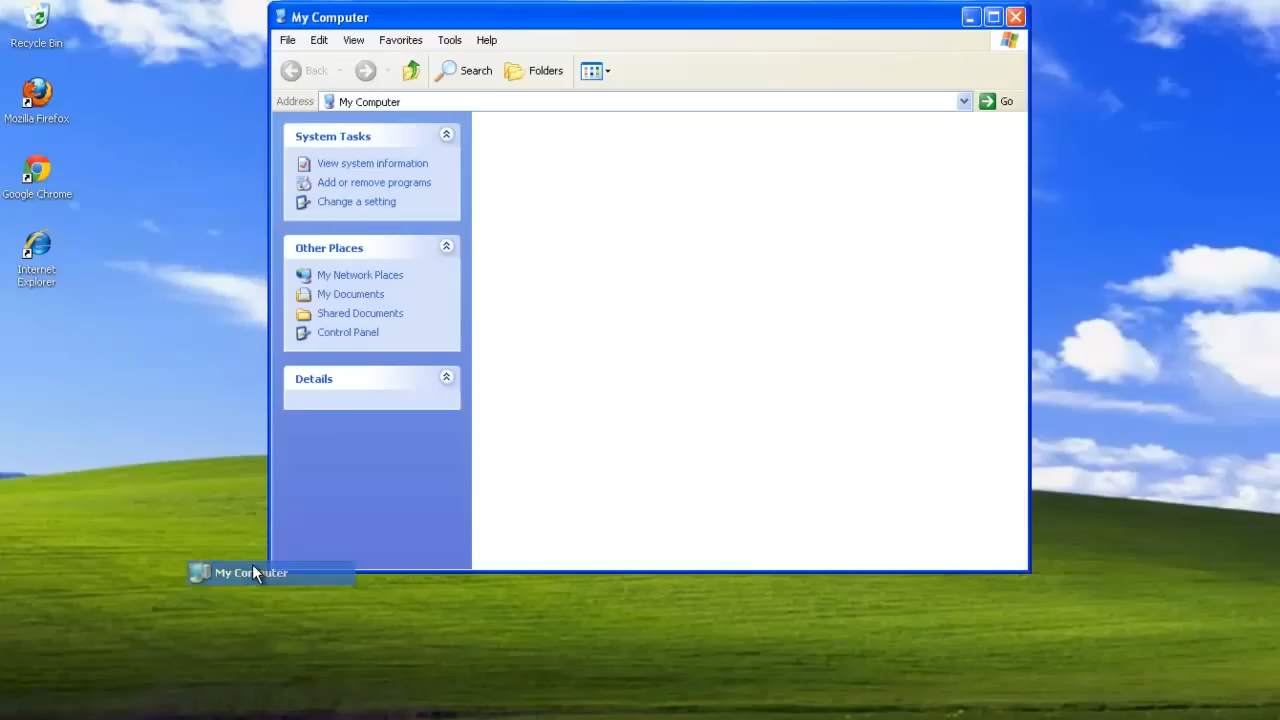 Recycle Bin
Mozilla Firefox
Google Chrome
Internet
Explorer
My Computer
File Edit View Favorites Tools Help
Back Search Folders
Address My Computer Go
System Tasks
View system information
Add or remove programs
Change a setting
Other Places
My Network Places
My Documents
Shared Documents
Control Panel
Details
My Computer